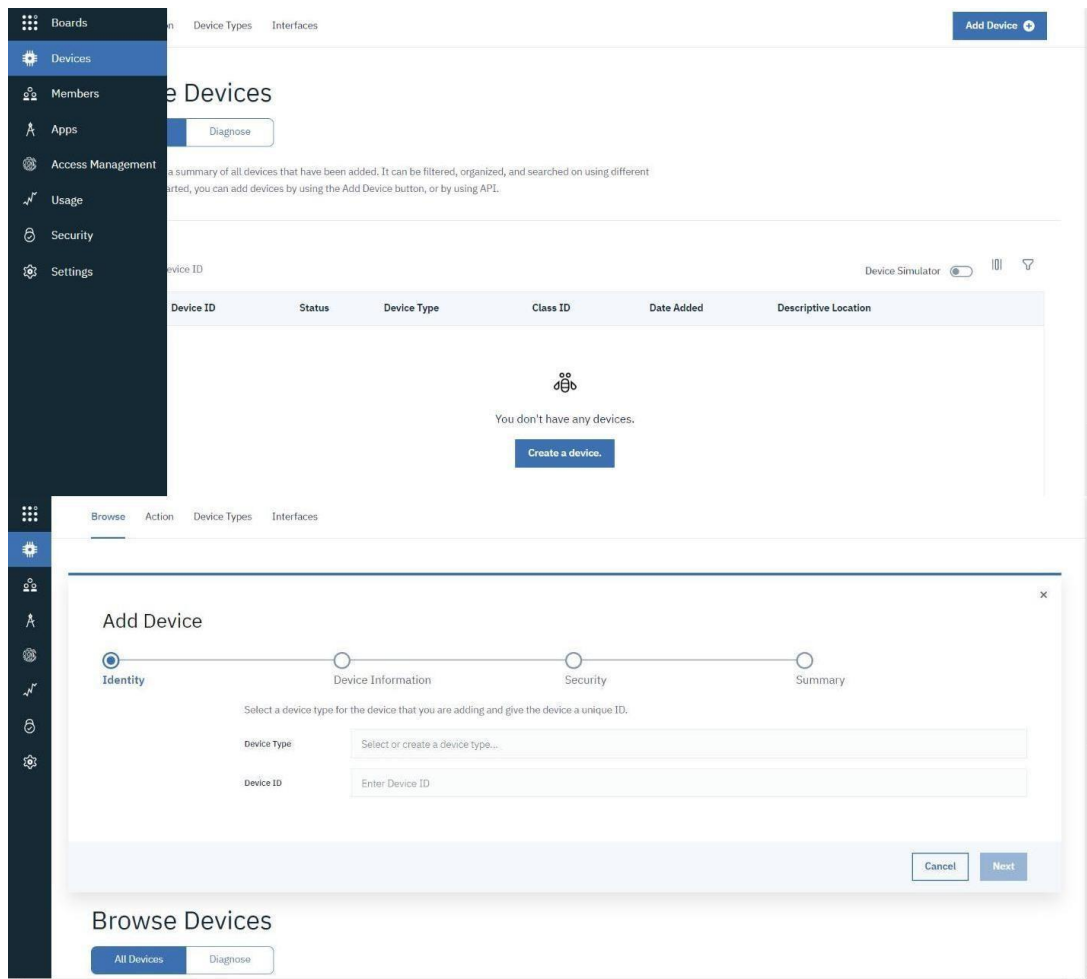 Boards
n Device Types Interfaces
Add Device
Devices
Members
e Devices
Apps
Diagnose
Access Management
a summary of all devices that have been added. It can be filtered, organized, and searched on using different
arted, you can add devices by using the Add Device button, or by using API.
Usage
Security
Settings
evice ID
Device Simulator
Device ID Status Device Type Class ID Date Added Descriptive Location
You don't have any devices.
Create a device.
Browse Action Device Types Interfaces
×
Add Device
Identity Device Information Security Summary
Select a device type for the device that you are adding and give the device a unique ID.
Device Type Select or create a device type...
Device ID Enter Device ID
Cancel Next
Browse Devices
All Devices Diagnose